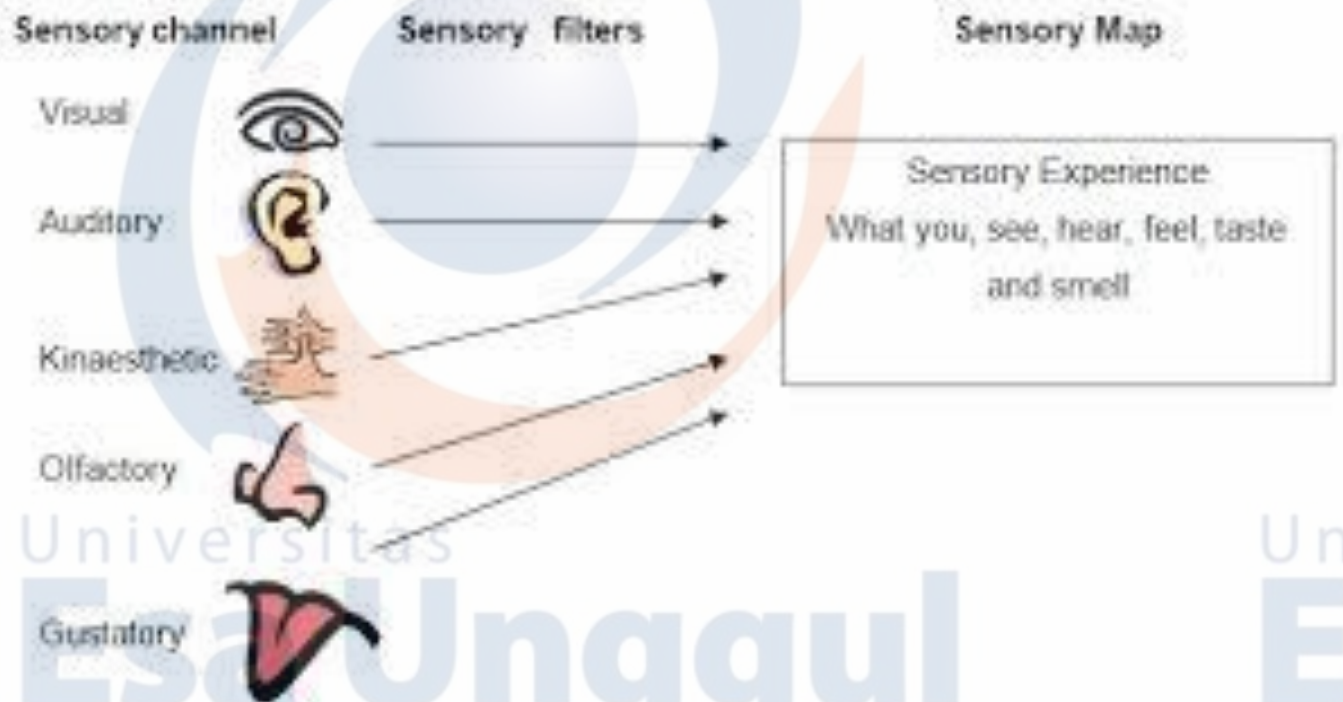 Sensory channel Sensory filters Sensory Map
Visual
Auditory
Kinaesthetic
Olfactory
Gustatory
Sensory Experience
What you, see, hear, feel, taste
and smell
Universitas
Esa Unggul
Un
E